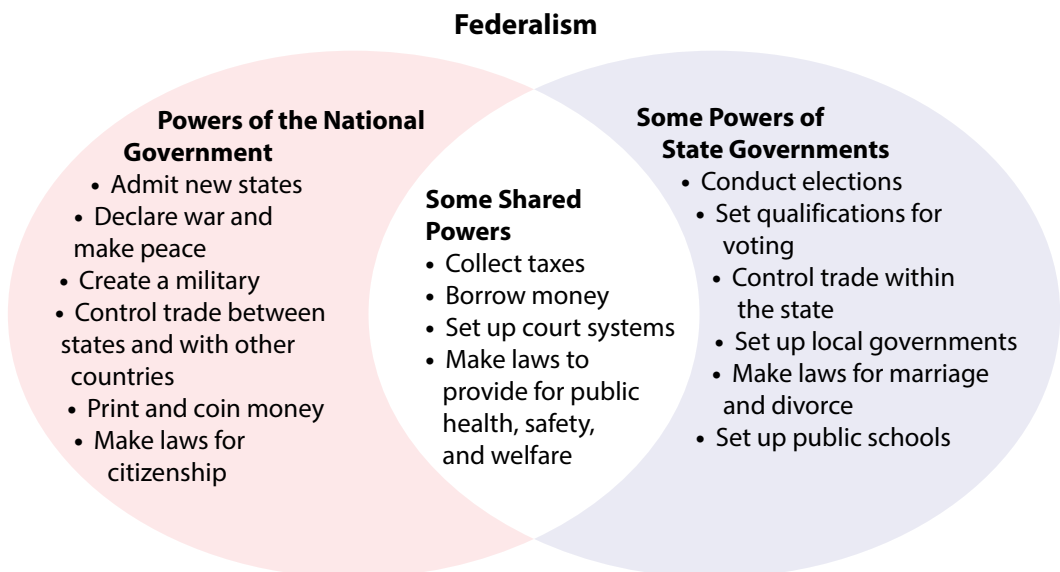 Federalism
Powers of the National
Government
• Admit new states
• Declare war and
make peace
• Create a military
• Control trade between
states and with other
countries
• Print and coin money
• Make laws for
citizenship
Some Shared
Powers
• Collect taxes
• Borrow money
• Set up court systems
• Make laws to
provide for public
health, safety,
and welfare
Some Powers of
State Governments
• Conduct elections
• Set qualifications for
voting
• Control trade within
the state
• Set up local governments
• Make laws for marriage
and divorce
• Set up public schools